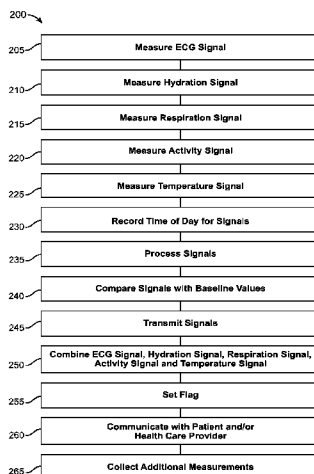 200
205 Measure ECG Signal
210 Measure Hydration Signal
215 Measure Respiration Signal
220 Measure Activity Signal
225 Measure Temperature Signal
230 Record Time of Day for Signals
235 Process Signals
240 Compare Signals with Baseline Values
245 Transmit Signals
250 Combine ECG Signal, Hydration Signal, Respiration Signal,
Activity Signal and Temperature Signal
255 Set Flag
260 Communicate with Patient and/or
Health Care Provider
265 Collect Additional Measurements